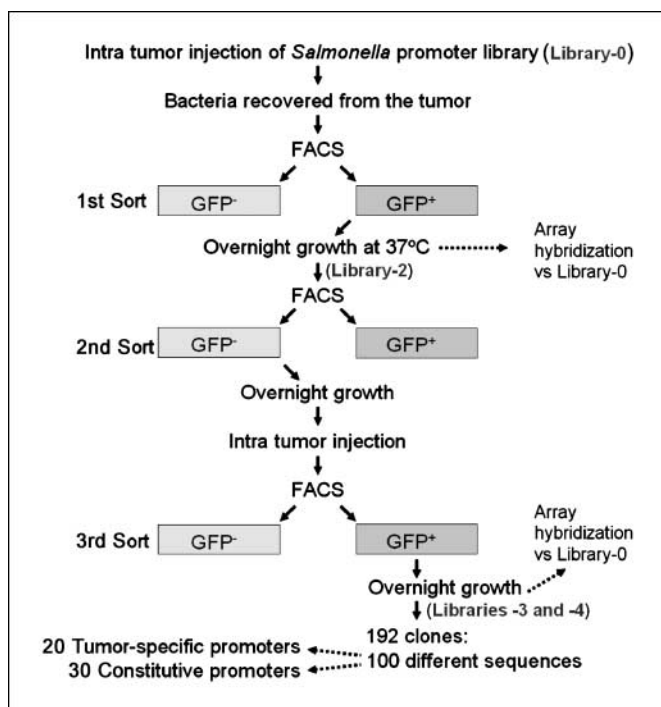 Intra tumor injection of Salmonella promoter library (Library-0)
Bacteria recovered from the tumor
FACS
1st Sort
GFP-
GFP+
Overnight growth at 37ºC
(Library-2)
Array
hybridization
vs Library-0
FACS
2nd Sort
GFP-
GFP+
Overnight growth
Intra tumor injection
FACS
3rd Sort
GFP-
GFP+
Array
hybridization
vs Library-0
Overnight growth
(Libraries -3 and -4)
192 clones:
100 different sequences
20 Tumor-specific promoters
30 Constitutive promoters